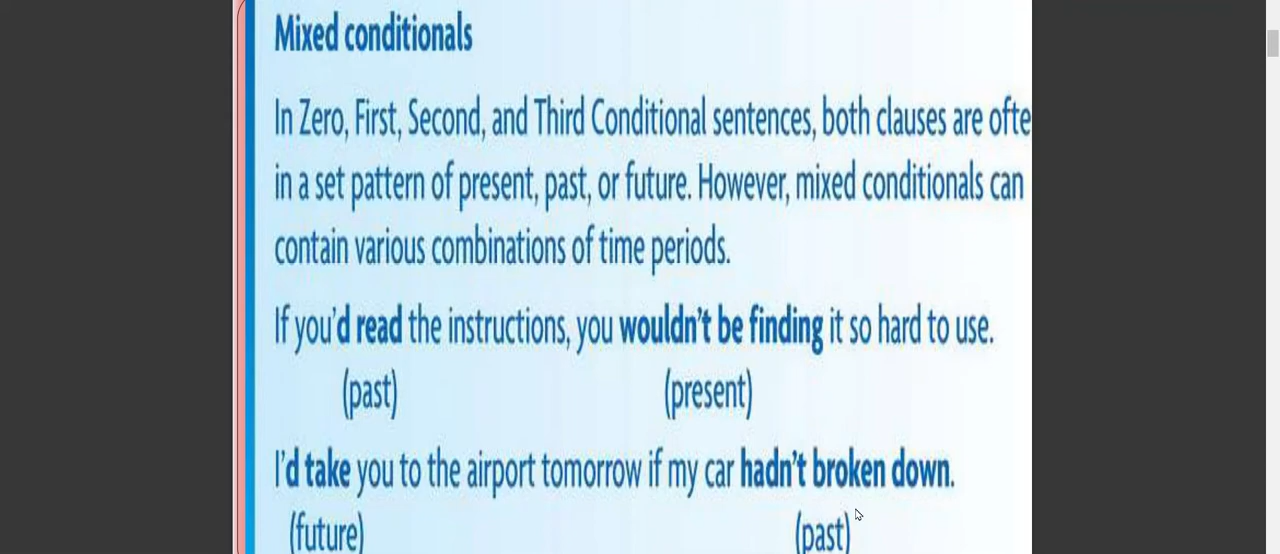 Mixed conditionals
In Zero, First, Second, and Third Conditional sentences, both clauses are ofte
in a set pattern of present, past, or future. However, mixed conditionals can
contain various combinations of time periods.
If you'd read the instructions, you wouldn't be finding it so hard to use.
(past) (present)
I'd take you to the airport tomorrow if my car hadn't broken down.
(future) (past)